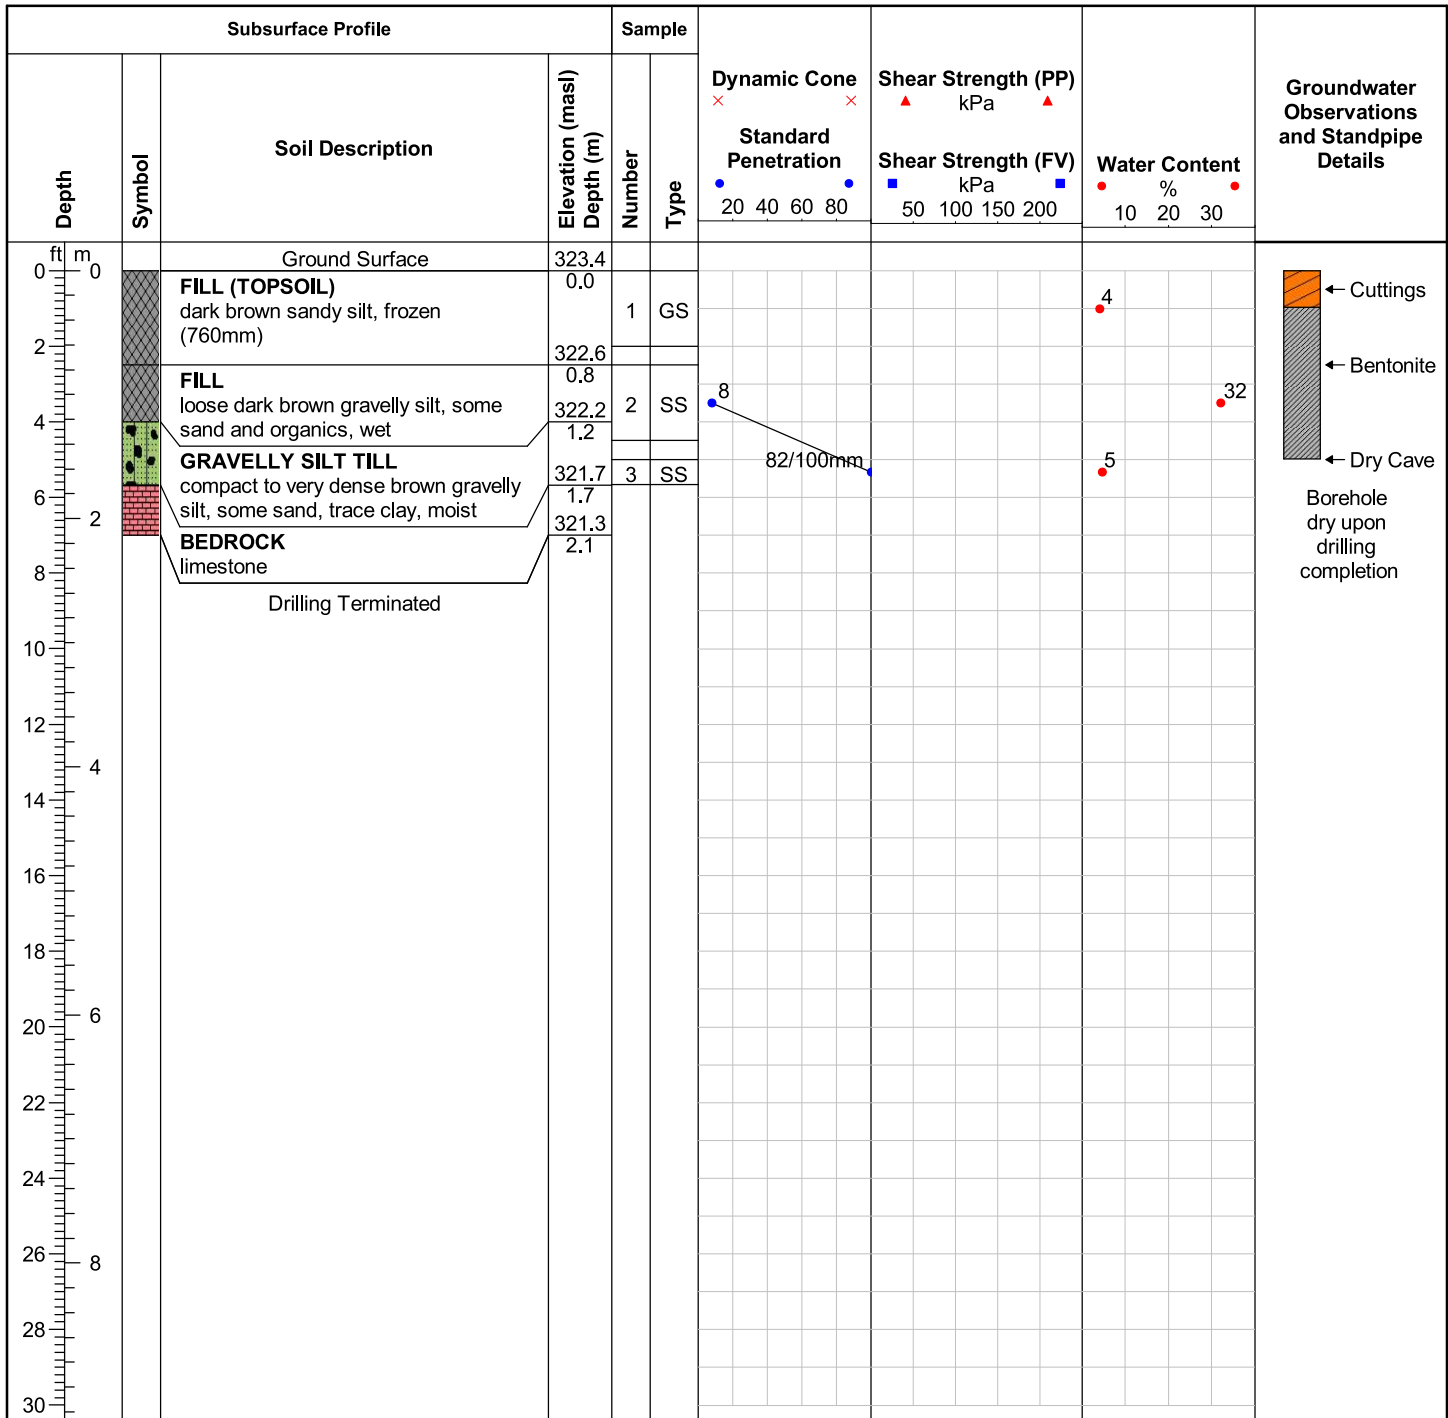 Subsurface Profile
Sample
Depth
Symbol
Soil Description
Elevation (masl)
Depth (m)
Number
Type
Dynamic Cone
Standard
Penetration
20 40 60 80
Shear Strength (PP)
kPa
Shear Strength (FV)
kPa
50 100 150 200
Water Content
%
10 20 30
Groundwater
Observations
and Standpipe
Details
ft m
0 0
2
4
6
2
8
10
12
4
14
16
18
6
20
22
24
26
8
28
30
Ground Surface
323.4
0.0
FILL (TOPSOIL)
dark brown sandy silt, frozen
(760mm)
322.6
0.8
1 GS
4
FILL
loose dark brown gravelly silt, some
sand and organics, wet
322.2
1.2
2 SS
8
32
GRAVELLY SILT TILL
compact to very dense brown gravelly
silt, some sand, trace clay, moist
321.7
1.7
3 SS
82/100mm
5
BEDROCK
limestone
321.3
2.1
Drilling Terminated
Cuttings
Bentonite
Dry Cave
Borehole
dry upon
drilling
completion